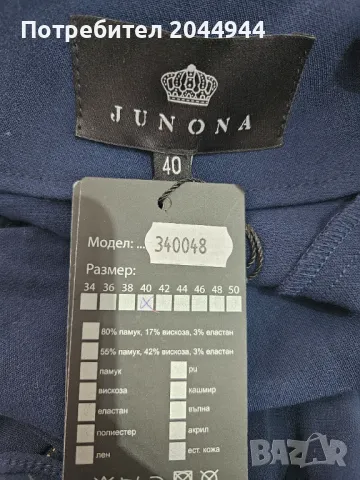 Потребител 2044944
JUNONA
40
Модел: ... 340048
Размер:
34 36 38 40 42 44 46 48 50
80% памук, 17% вискоза, 3% еластан
55% памук, 42% вискоза, 3% еластан
памук pu
вискоза кашмир
еластан вълна
полиестер акрил
лен ест. кожа
BAZAR